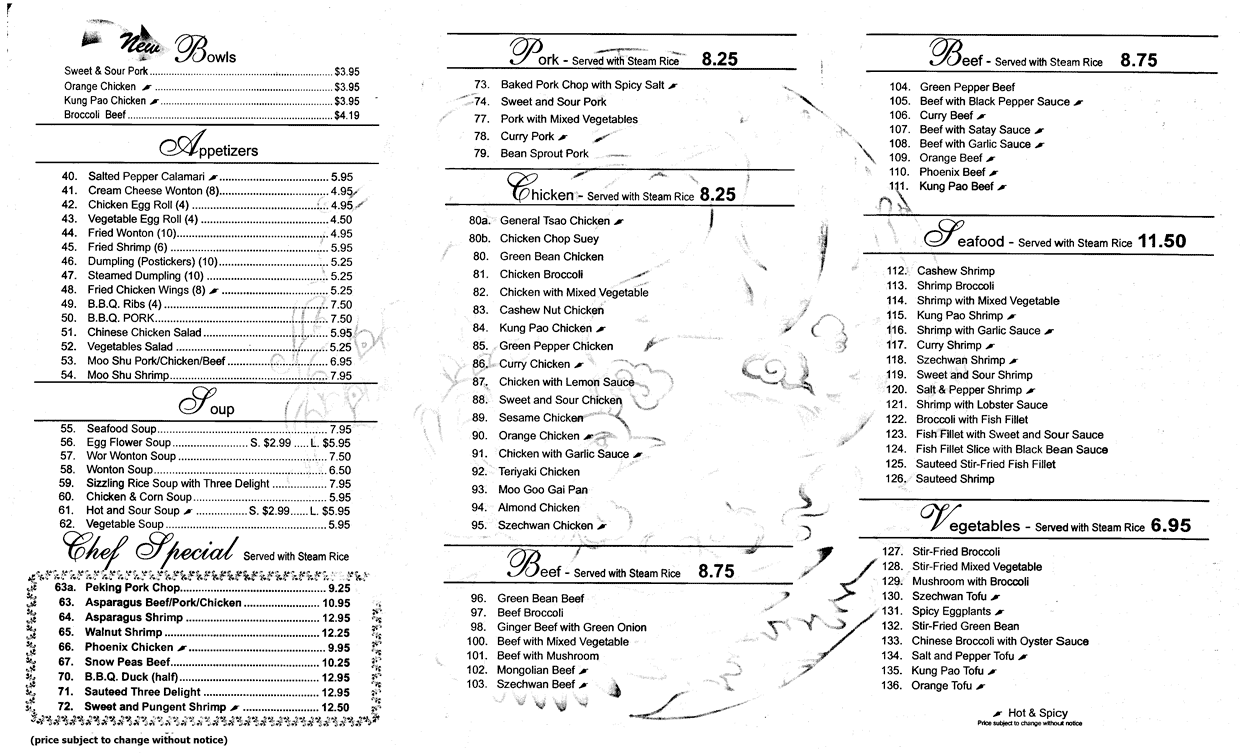 New Bowls
Sweet & Sour Pork $3.95
Orange Chicken $3.95
Kung Pao Chicken $3.95
Broccoli Beef $4.19
Appetizers
40. Salted Pepper Calamari 5.95
41. Cream Cheese Wonton (8) 4.95
42. Chicken Egg Roll (4) 4.95
43. Vegetable Egg Roll (4) 4.50
44. Fried Wonton (10) 4.95
45. Fried Shrimp (6) 5.95
46. Dumpling (Postickers) (10) 5.25
47. Steamed Dumpling (10) 5.25
48. Fried Chicken Wings (8) 5.25
49. B.B.Q. Ribs (4) 7.50
50. B.B.Q. PORK 7.50
51. Chinese Chicken Salad 5.95
52. Vegetables Salad 5.25
53. Moo Shu Pork/Chicken/Beef 6.95
54. Moo Shu Shrimp 7.95
Soup
55. Seafood Soup 7.95
56. Egg Flower Soup S. $2.99 L. $5.95
57. Wor Wonton Soup 7.50
58. Wonton Soup 6.50
59. Sizzling Rice Soup with Three Delight 7.95
60. Chicken & Corn Soup 5.95
61. Hot and Sour Soup S. $2.99 L. $5.95
62. Vegetable Soup 5.95
Chef Special Served with Steam Rice
63a. Peking Pork Chop 9.25
63. Asparagus Beef/Pork/Chicken 10.95
64. Asparagus Shrimp 12.95
65. Walnut Shrimp 12.25
66. Phoenix Chicken 9.95
67. Snow Peas Beef 10.25
70. B.B.Q. Duck (half) 12.95
71. Sauteed Three Delight 12.95
72. Sweet and Pungent Shrimp 12.50
(price subject to change without notice)
Pork - Served with Steam Rice 8.25
73. Baked Pork Chop with Spicy Salt
74. Sweet and Sour Pork
77. Pork with Mixed Vegetables
78. Curry Pork
79. Bean Sprout Pork
Chicken - Served with Steam Rice 8.25
80a. General Tsao Chicken
80b. Chicken Chop Suey
80. Green Bean Chicken
81. Chicken Broccoli
82. Chicken with Mixed Vegetable
83. Cashew Nut Chicken
84. Kung Pao Chicken
85. Green Pepper Chicken
86. Curry Chicken
87. Chicken with Lemon Sauce
88. Sweet and Sour Chicken
89. Sesame Chicken
90. Orange Chicken
91. Chicken with Garlic Sauce
92. Teriyaki Chicken
93. Moo Goo Gai Pan
94. Almond Chicken
95. Szechwan Chicken
Beef - Served with Steam Rice 8.75
96. Green Bean Beef
97. Beef Broccoli
98. Ginger Beef with Green Onion
100. Beef with Mixed Vegetable
101. Beef with Mushroom
102. Mongolian Beef
103. Szechwan Beef
Beef - Served with Steam Rice 8.75
104. Green Pepper Beef
105. Beef with Black Pepper Sauce
106. Curry Beef
107. Beef with Satay Sauce
108. Beef with Garlic Sauce
109. Orange Beef
110. Phoenix Beef
111. Kung Pao Beef
Seafood - Served with Steam Rice 11.50
112. Cashew Shrimp
113. Shrimp Broccoli
114. Shrimp with Mixed Vegetable
115. Kung Pao Shrimp
116. Shrimp with Garlic Sauce
117. Curry Shrimp
118. Szechwan Shrimp
119. Sweet and Sour Shrimp
120. Salt & Pepper Shrimp
121. Shrimp with Lobster Sauce
122. Broccoli with Fish Fillet
123. Fish Fillet with Sweet and Sour Sauce
124. Fish Fillet Slice with Black Bean Sauce
125. Sauteed Stir-Fried Fish Fillet
126. Sauteed Shrimp
Vegetables - Served with Steam Rice 6.95
127. Stir-Fried Broccoli
128. Stir-Fried Mixed Vegetable
129. Mushroom with Broccoli
130. Szechwan Tofu
131. Spicy Eggplants
132. Stir-Fried Green Bean
133. Chinese Broccoli with Oyster Sauce
134. Salt and Pepper Tofu
135. Kung Pao Tofu
136. Orange Tofu
Hot & Spicy
Price subject to change without notice